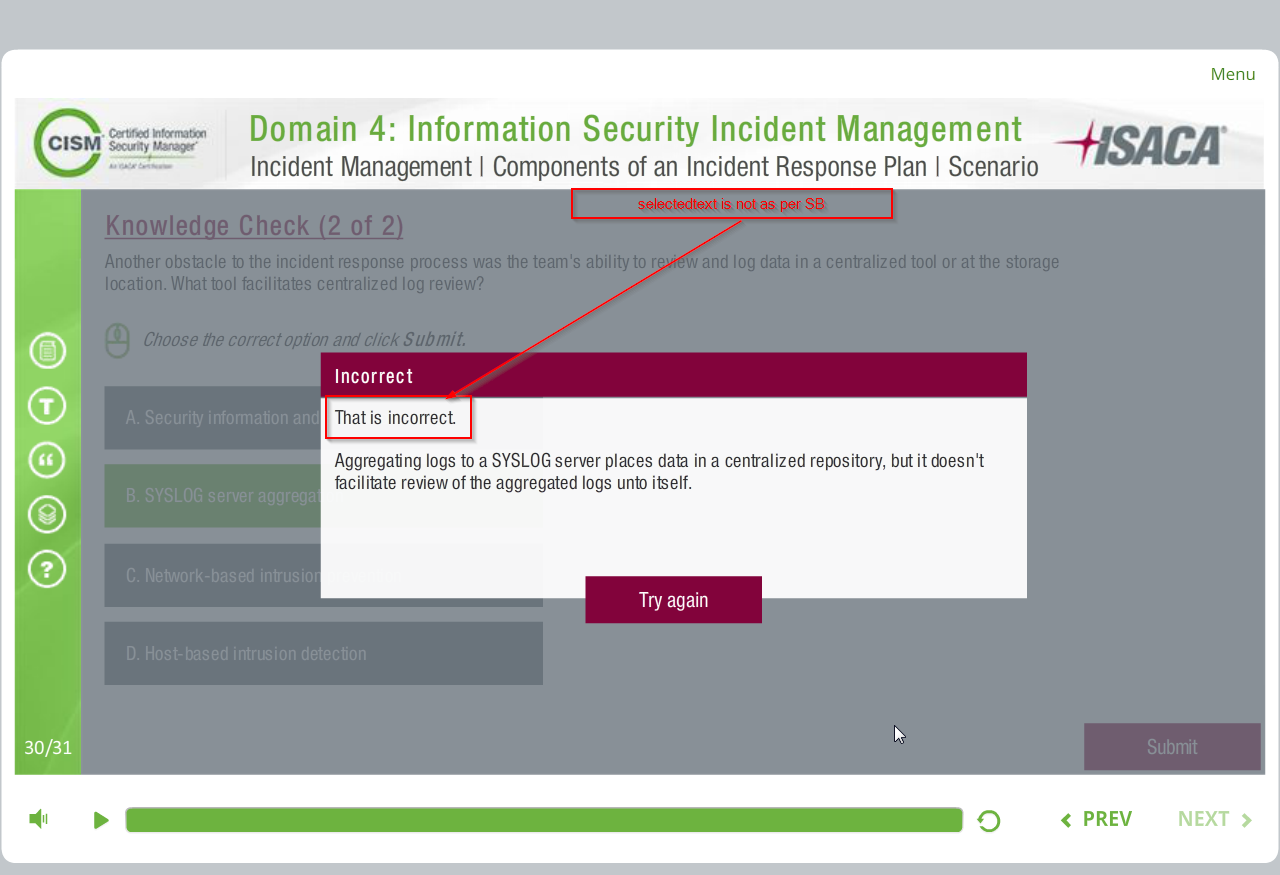 Menu
CISM
Certified Information
Security Manager®
An ISACA® Certification
Domain 4: Information Security Incident Management
Incident Management | Components of an Incident Response Plan | Scenario
ISACA®
selectedtext is not as per SB
Knowledge Check (2 of 2)
Another obstacle to the incident response process was the team's ability to review and log data in a centralized tool or at the storage
location. What tool facilitates centralized log review?
Choose the correct option and click Submit.
Incorrect
That is incorrect.
Aggregating logs to a SYSLOG server places data in a centralized repository, but it doesn't
facilitate review of the aggregated logs unto itself.
Try again
A. Security information and
B. SYSLOG server aggregat
C. Network-based intrusion
D. Host-based intrusion detection
T
?
30/31
Submit
PREV
NEXT